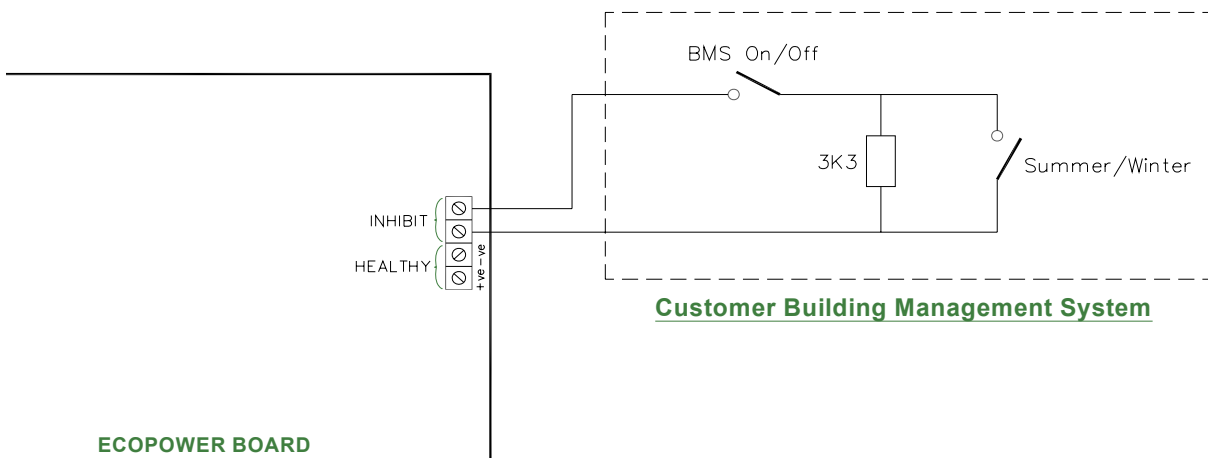 BMS On/Off
3K3
Summer/Winter
INHIBIT
HEALTHY
+ve -ve
Customer Building Management System
ECOPOWER BOARD